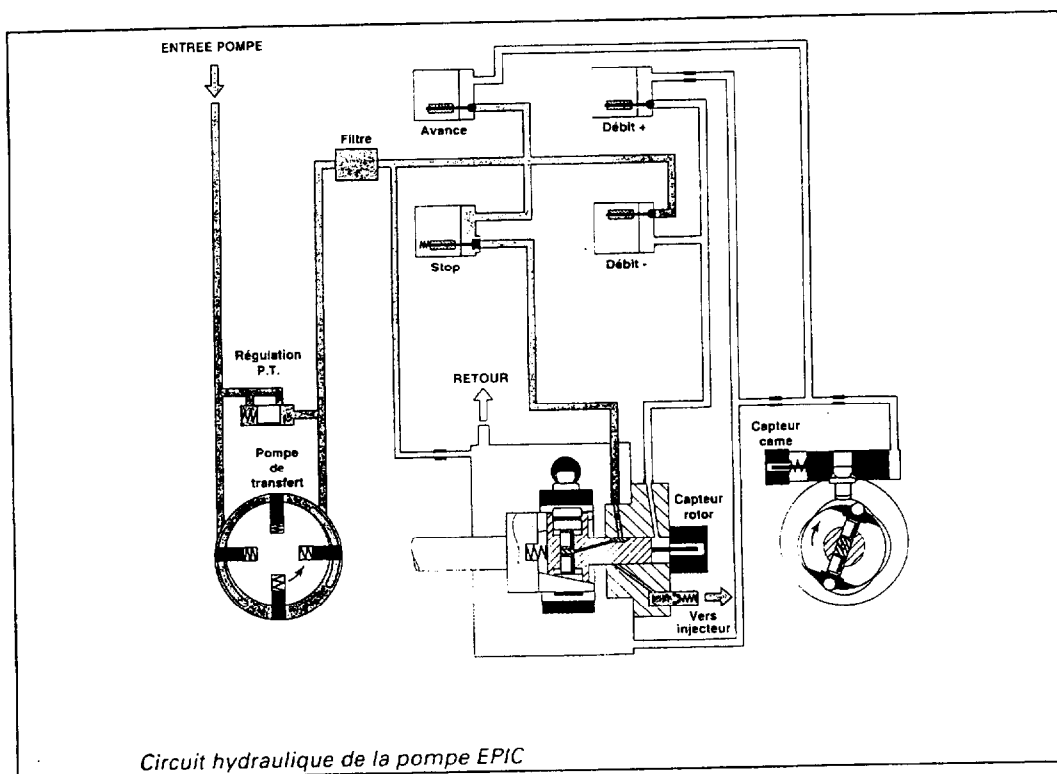 ENTREE POMPE
Avance
Débit +
Filtre
Stop
Débit -
Régulation
P.T.
RETOUR
Pompe
de
transfert
Capteur
came
Capteur
rotor
Vers
injecteur
Circuit hydraulique de la pompe EPIC